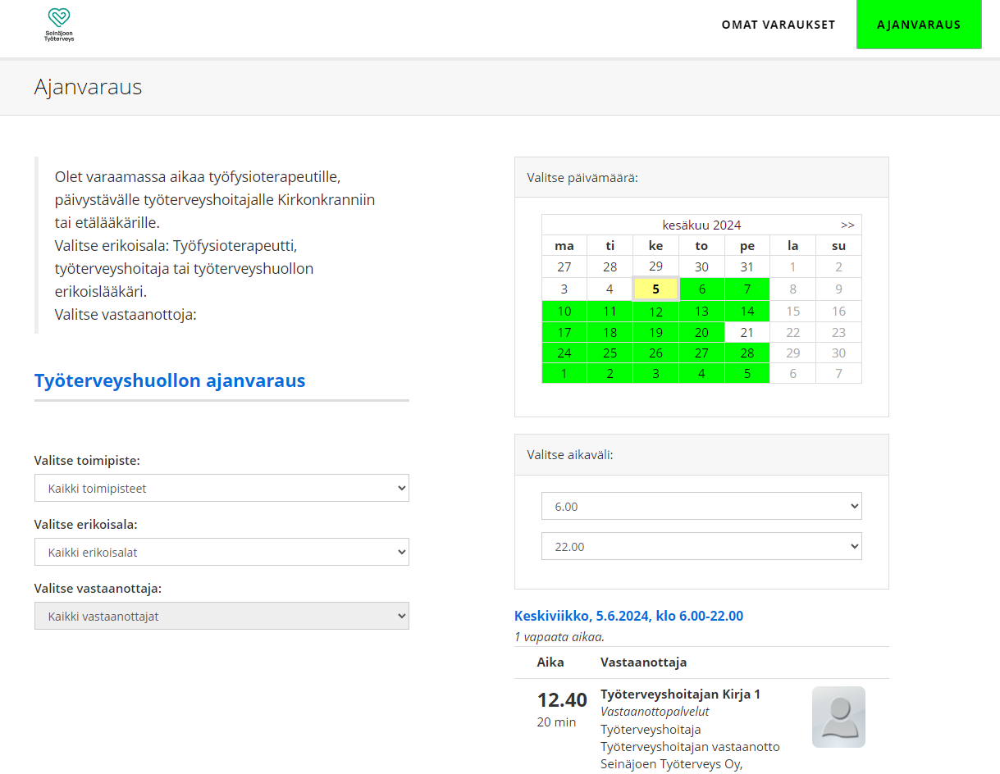 Seinäjoen
Työterveys
OMAT VARAUKSET
AJANVARAUS
Ajanvaraus
Olet varaamassa aikaa työfysioterapeutille,
päivystävälle työterveyshoitajalle Kirkonkranniin
tai etälääkärille.
Valitse erikoisala: Työfysioterapeutti,
työterveyshoitaja tai työterveyshuollon
erikoislääkäri.
Valitse vastaanottoja:
Työterveyshuollon ajanvaraus
Valitse toimipiste:
Kaikki toimipisteet
Valitse erikoisala:
Kaikki erikoisalat
Valitse vastaanottaja:
Kaikki vastaanottajat
Valitse päivämäärä:
kesäkuu 2024 >>
ma ti ke to pe la su
27 28 29 30 31 1 2
3 4 5 6 7 8 9
10 11 12 13 14 15 16
17 18 19 20 21 22 23
24 25 26 27 28 29 30
1 2 3 4 5 6 7
Valitse aikaväli:
6.00
22.00
Keskiviikko, 5.6.2024, klo 6.00-22.00
1 vapaata aikaa.
Aika Vastaanottaja
12.40 Työterveyshoitajan Kirja 1
Vastaanottopalvelut
20 min Työterveyshoitaja
Työterveyshoitajan vastaanotto
Seinäjoen Työterveys Oy,